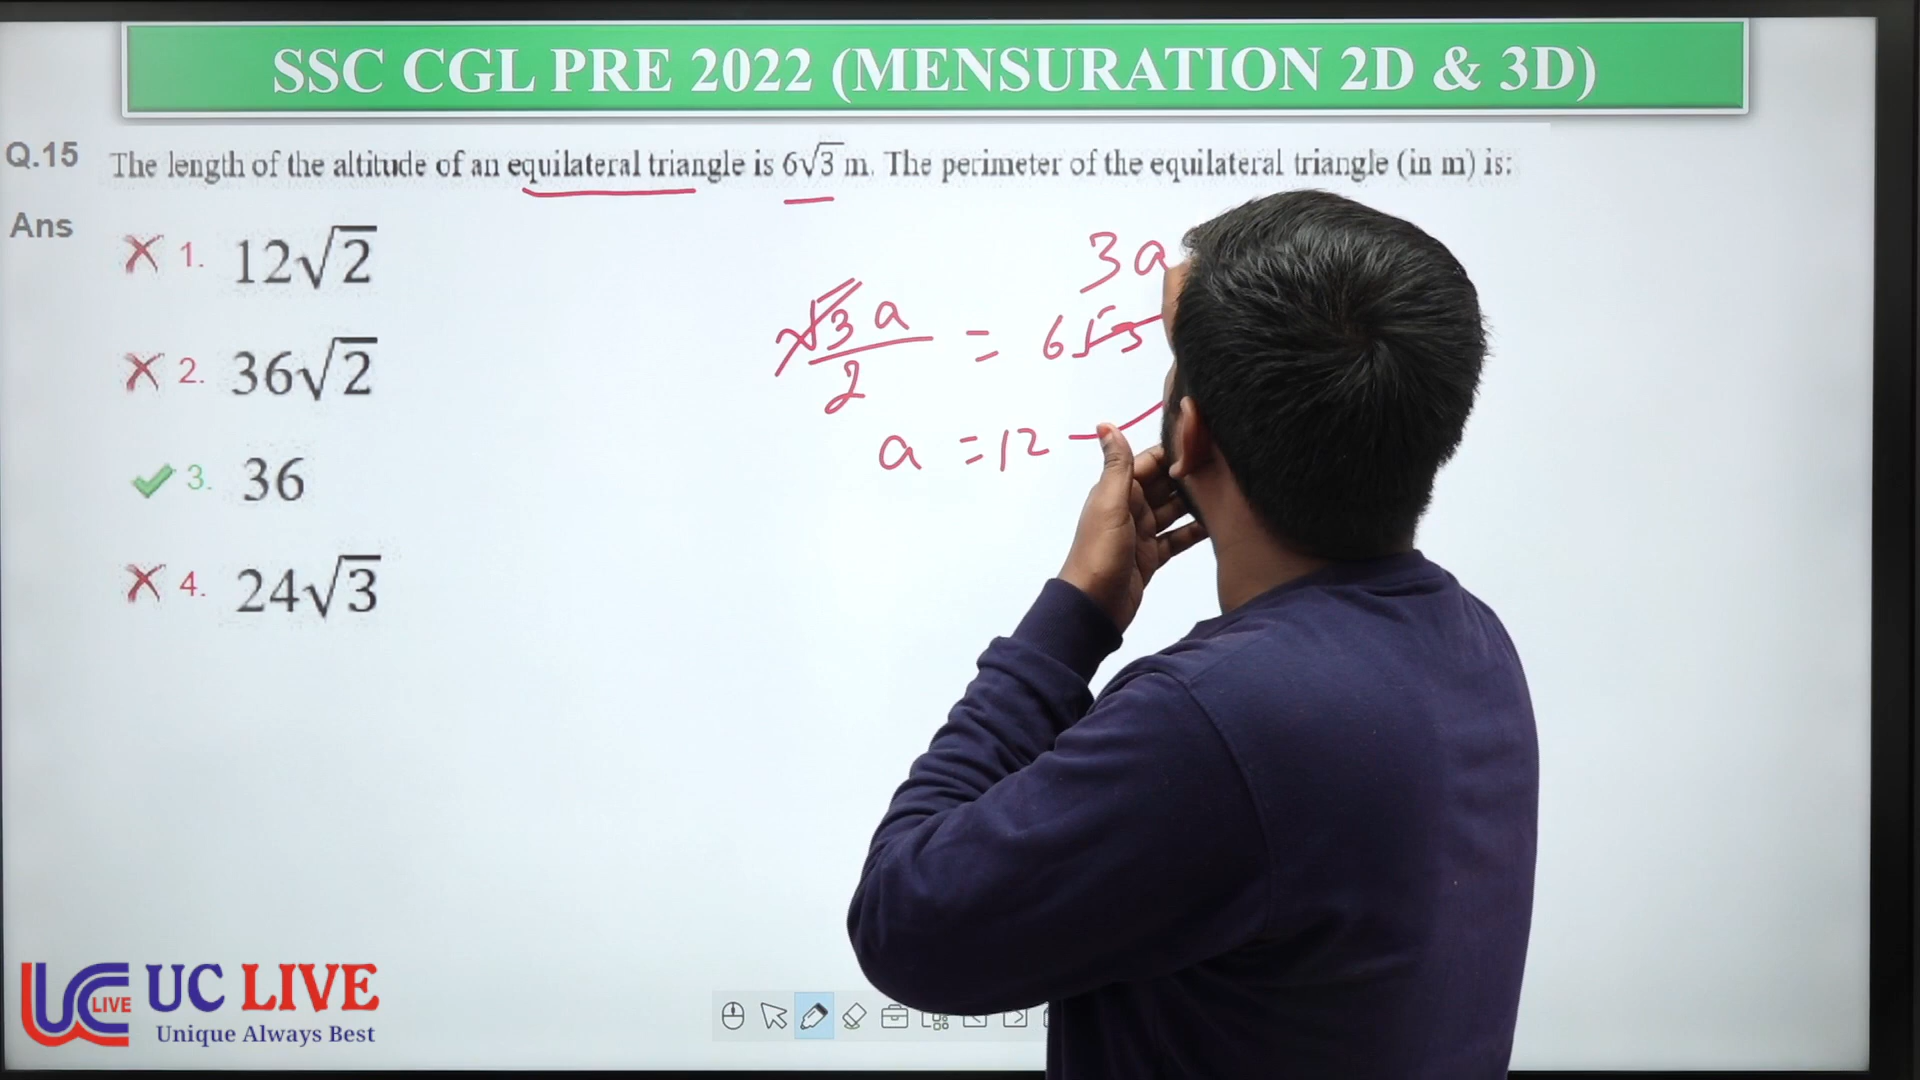 SSC CGL PRE 2022 (MENSURATION 2D & 3D)
Q.15 The length of the altitude of an equilateral triangle is 6√3 m. The perimeter of the equilateral triangle (in m) is:
Ans
1. 12√2
2. 36√2
3. 36
4. 24√3
3a
√3 a / 2 = 6√3
a = 12
LIVE
UC LIVE
Unique Always Best